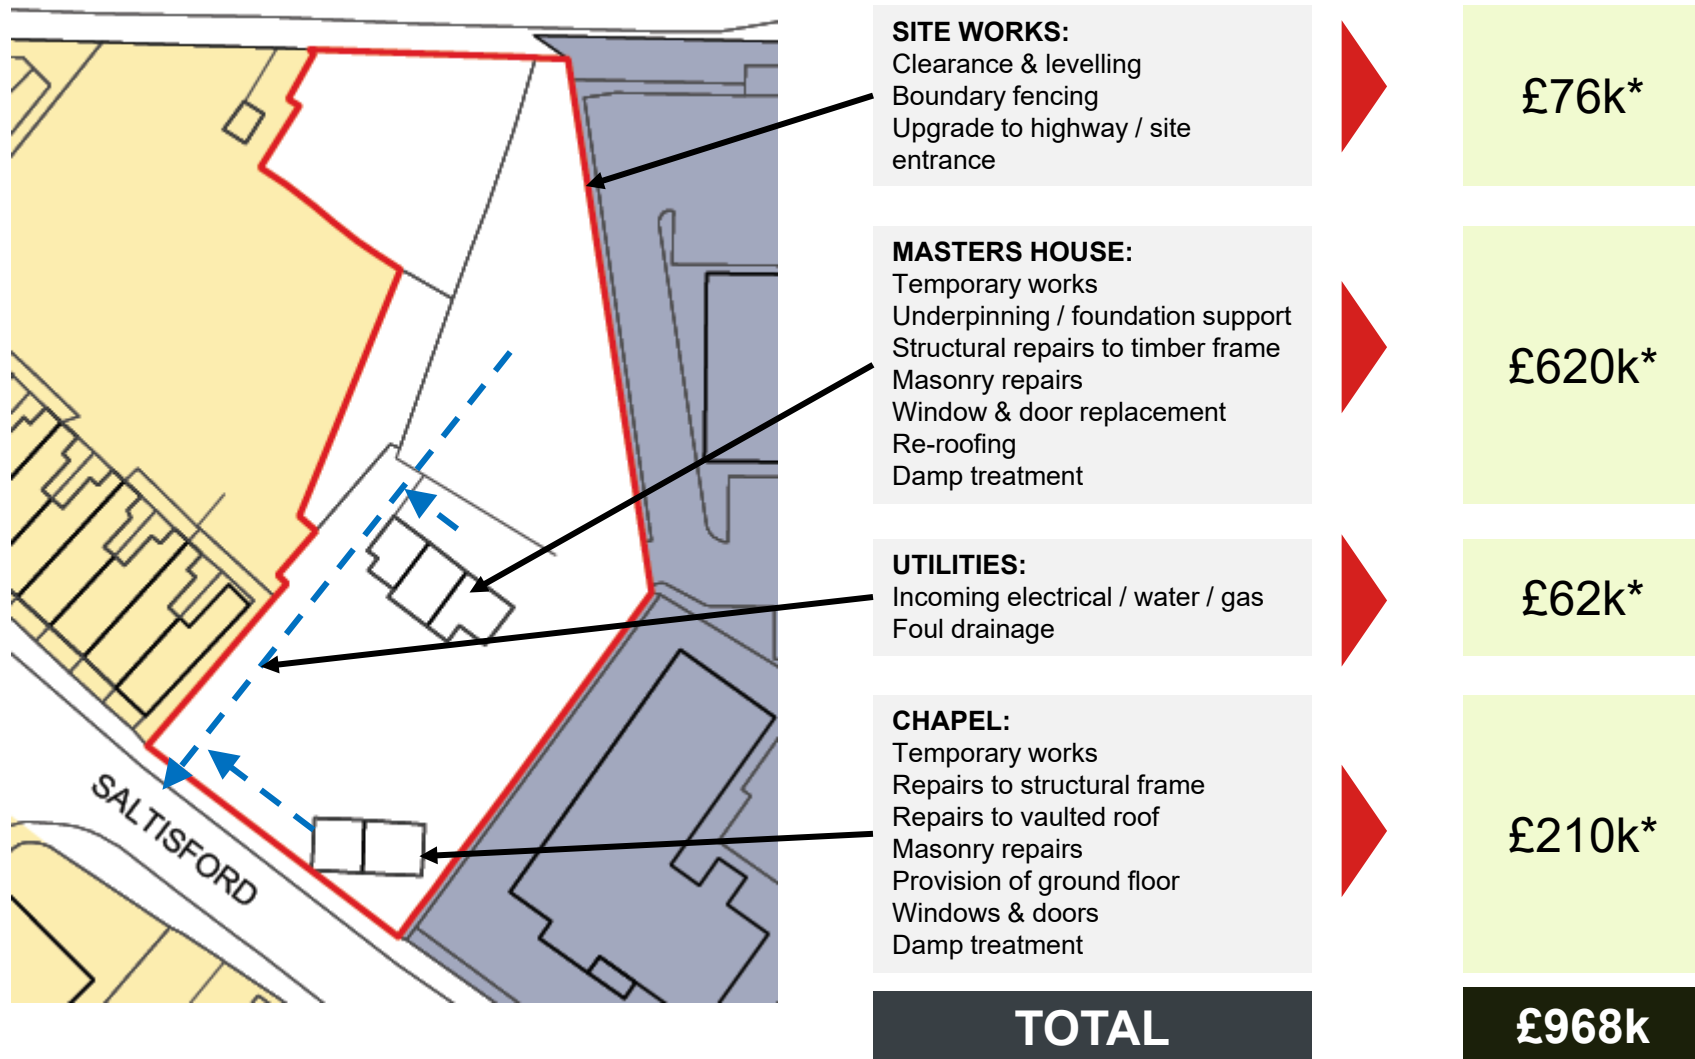 SITE WORKS:
Clearance & levelling
Boundary fencing
Upgrade to highway / site
entrance
£76k*
MASTERS HOUSE:
Temporary works
Underpinning / foundation support
Structural repairs to timber frame
Masonry repairs
Window & door replacement
Re-roofing
Damp treatment
£620k*
UTILITIES:
Incoming electrical / water / gas
Foul drainage
£62k*
CHAPEL:
Temporary works
Repairs to structural frame
Repairs to vaulted roof
Masonry repairs
Provision of ground floor
Windows & doors
Damp treatment
£210k*
SALTISFORD
TOTAL
£968k